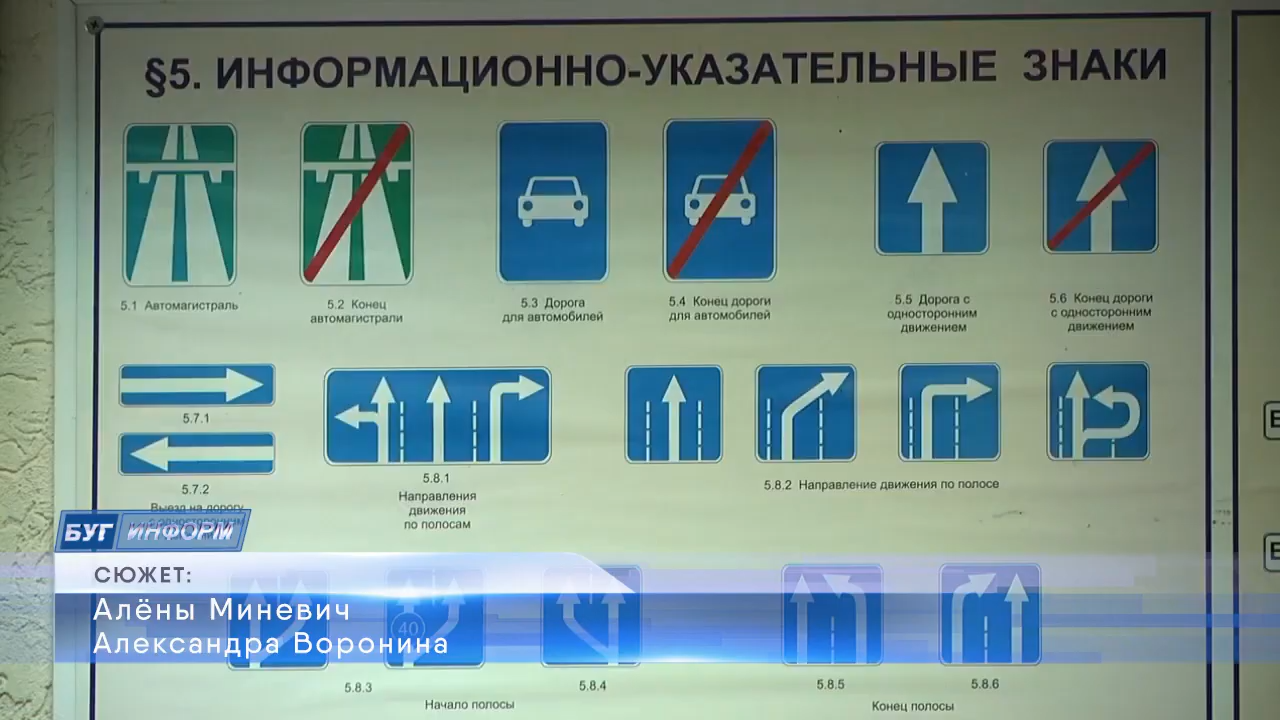 §5. ИНФОРМАЦИОННО-УКАЗАТЕЛЬНЫЕ ЗНАКИ
5.1 Автомагистраль
5.2 Конец
автомагистрали
5.3 Дорога
для автомобилей
5.4 Конец дороги
для автомобилей
5.5 Дорога с
односторонним
движением
5.6 Конец дороги
с односторонним
движением
5.7.1
5.7.2
Выезд на дорогу
5.8.1
Направления
движения
по полосам
5.8.2 Направление движения по полосе
БУГ ИНФОРМ
СЮЖЕТ:
Алёны Миневич
Александра Воронина
40
5.8.3
5.8.4
Начало полосы
5.8.5
5.8.6
Конец полосы